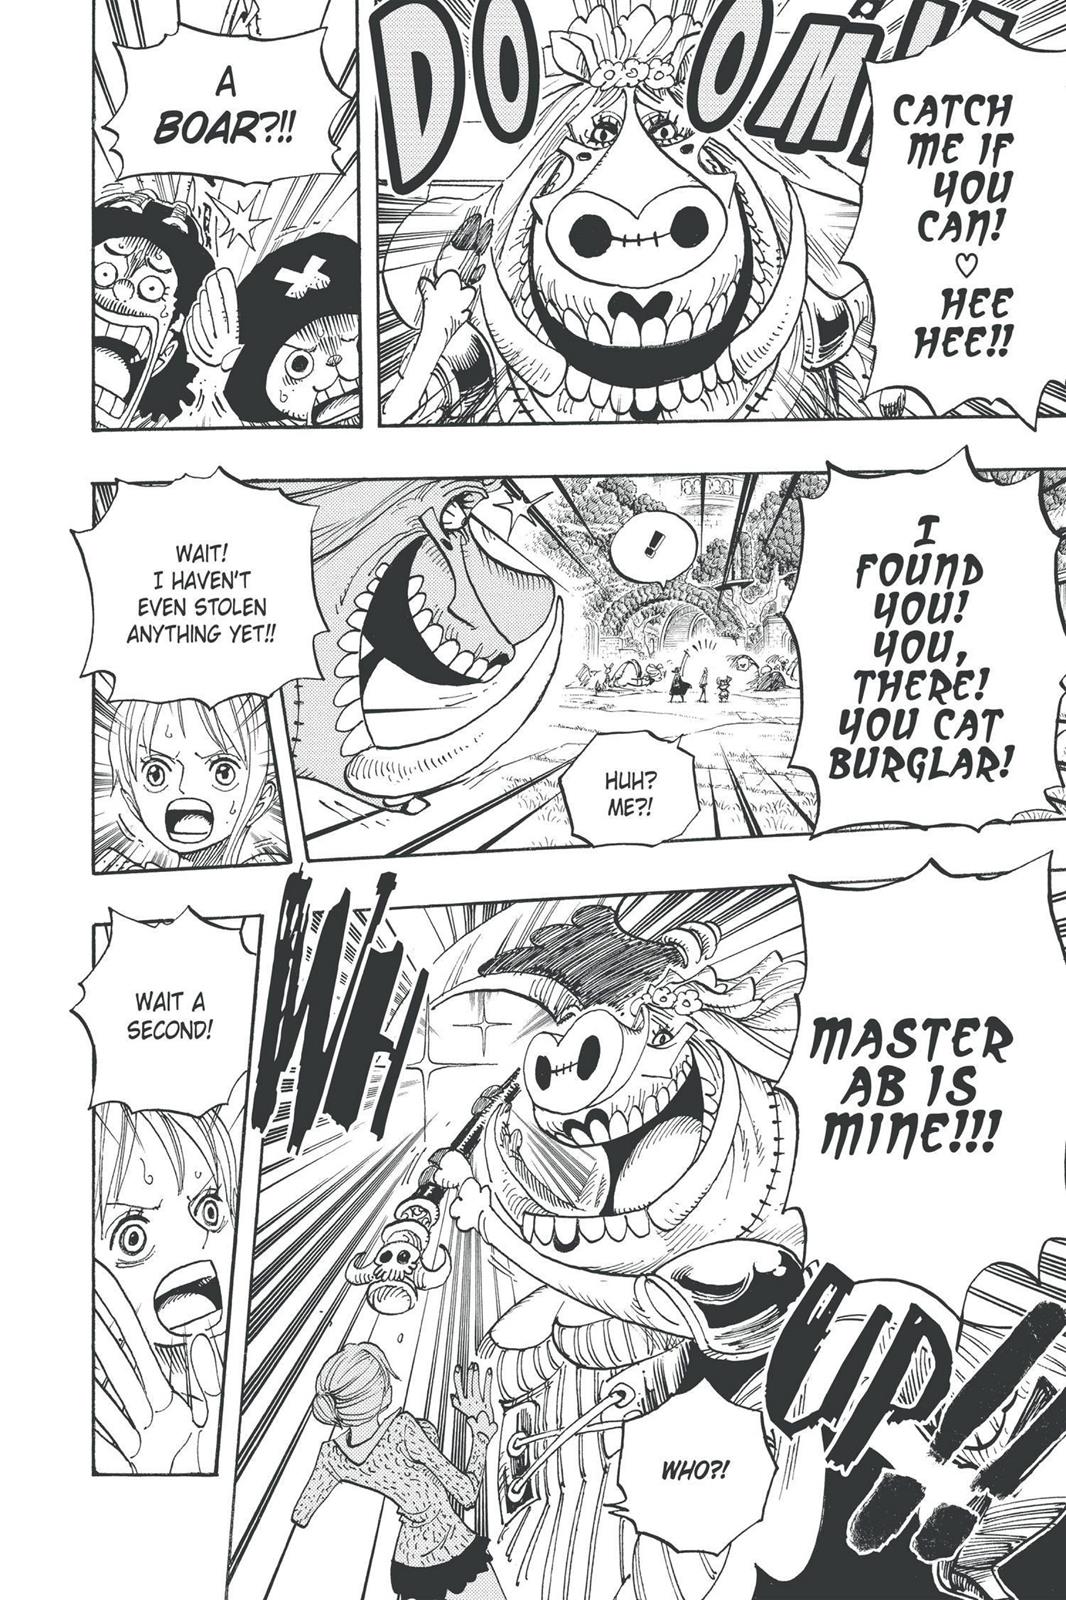 CATCH
ME IF
YOU
CAN!
♡
HEE
HEE!!
A
BOAR?!!
I
FOUND
YOU!
YOU,
THERE!
YOU CAT
BURGLAR!
!
HUH?
ME?!
WAIT!
I HAVEN'T
EVEN STOLEN
ANYTHING YET!!
MASTER
AB IS
MINE!!!
WHO?!
WAIT A
SECOND!